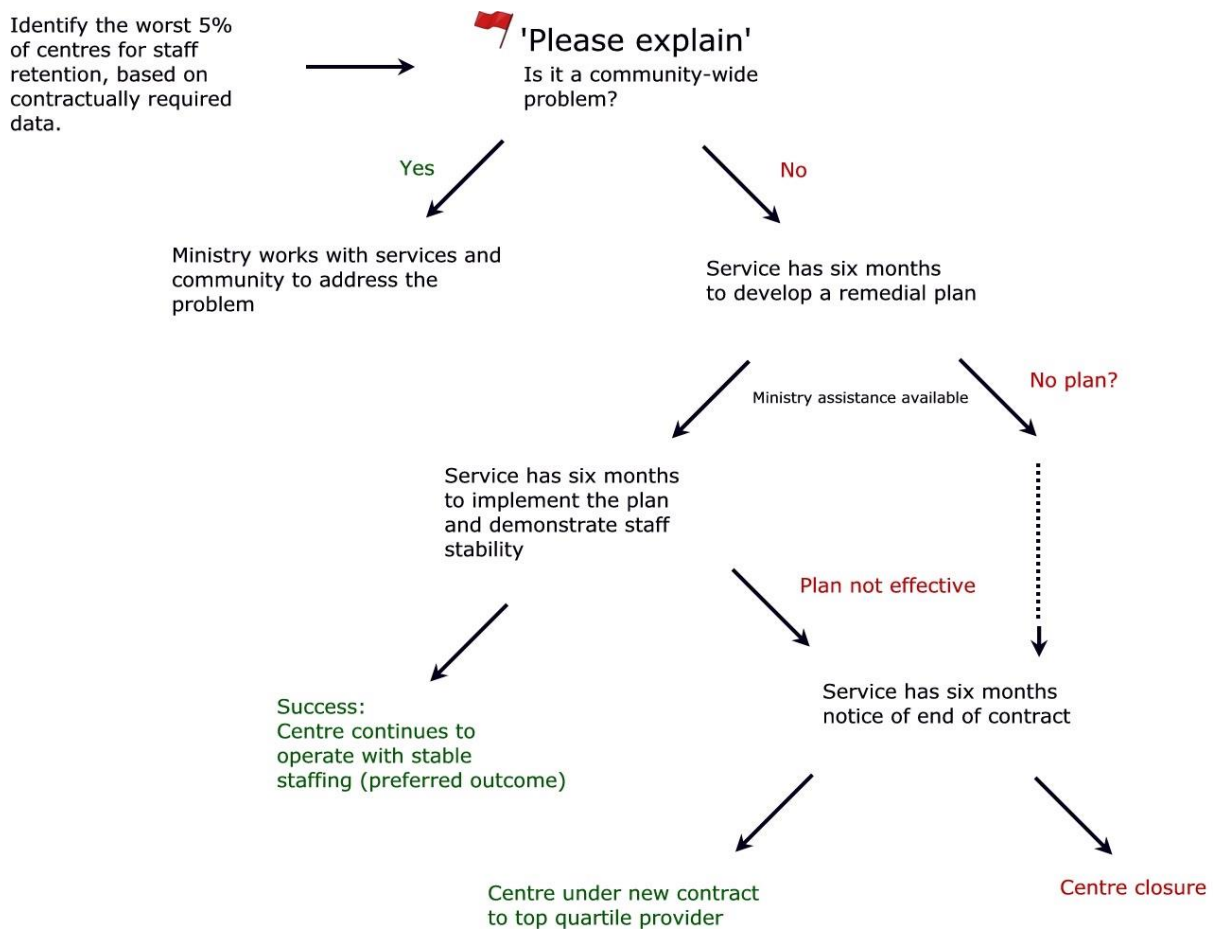 Identify the worst 5%
of centres for staff
retention, based on
contractually required
data.
'Please explain'
Is it a community-wide
problem?
Yes
No
Ministry works with services and
community to address the
problem
Service has six months
to develop a remedial plan
Ministry assistance available
No plan?
Service has six months
to implement the plan
and demonstrate staff
stability
Plan not effective
Success:
Centre continues to
operate with stable
staffing (preferred outcome)
Service has six months
notice of end of contract
Centre under new contract
to top quartile provider
Centre closure